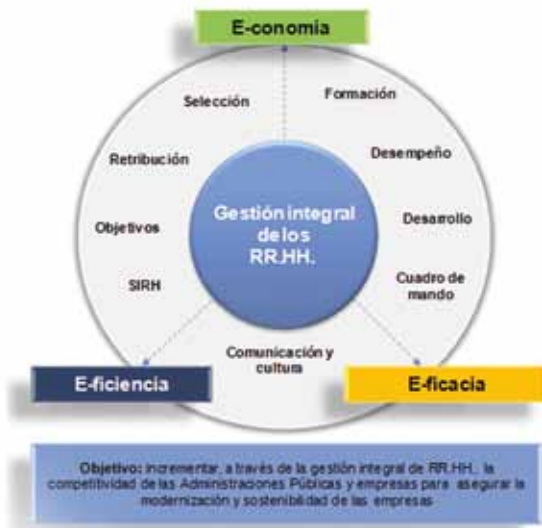 E-conomía
Selección
Formación
Retribución
Desempeño
Objetivos
Gestión integral
de los
RR.HH.
Desarrollo
SIRH
Cuadro de
mando
Comunicación y
cultura
E-ficiencia
E-ficacia
Objetivo: incrementar, a través de la gestión integral de RR.HH., la
competitividad de las Administraciones Públicas y empresas para asegurar la
modernización y sostenibilidad de las empresas